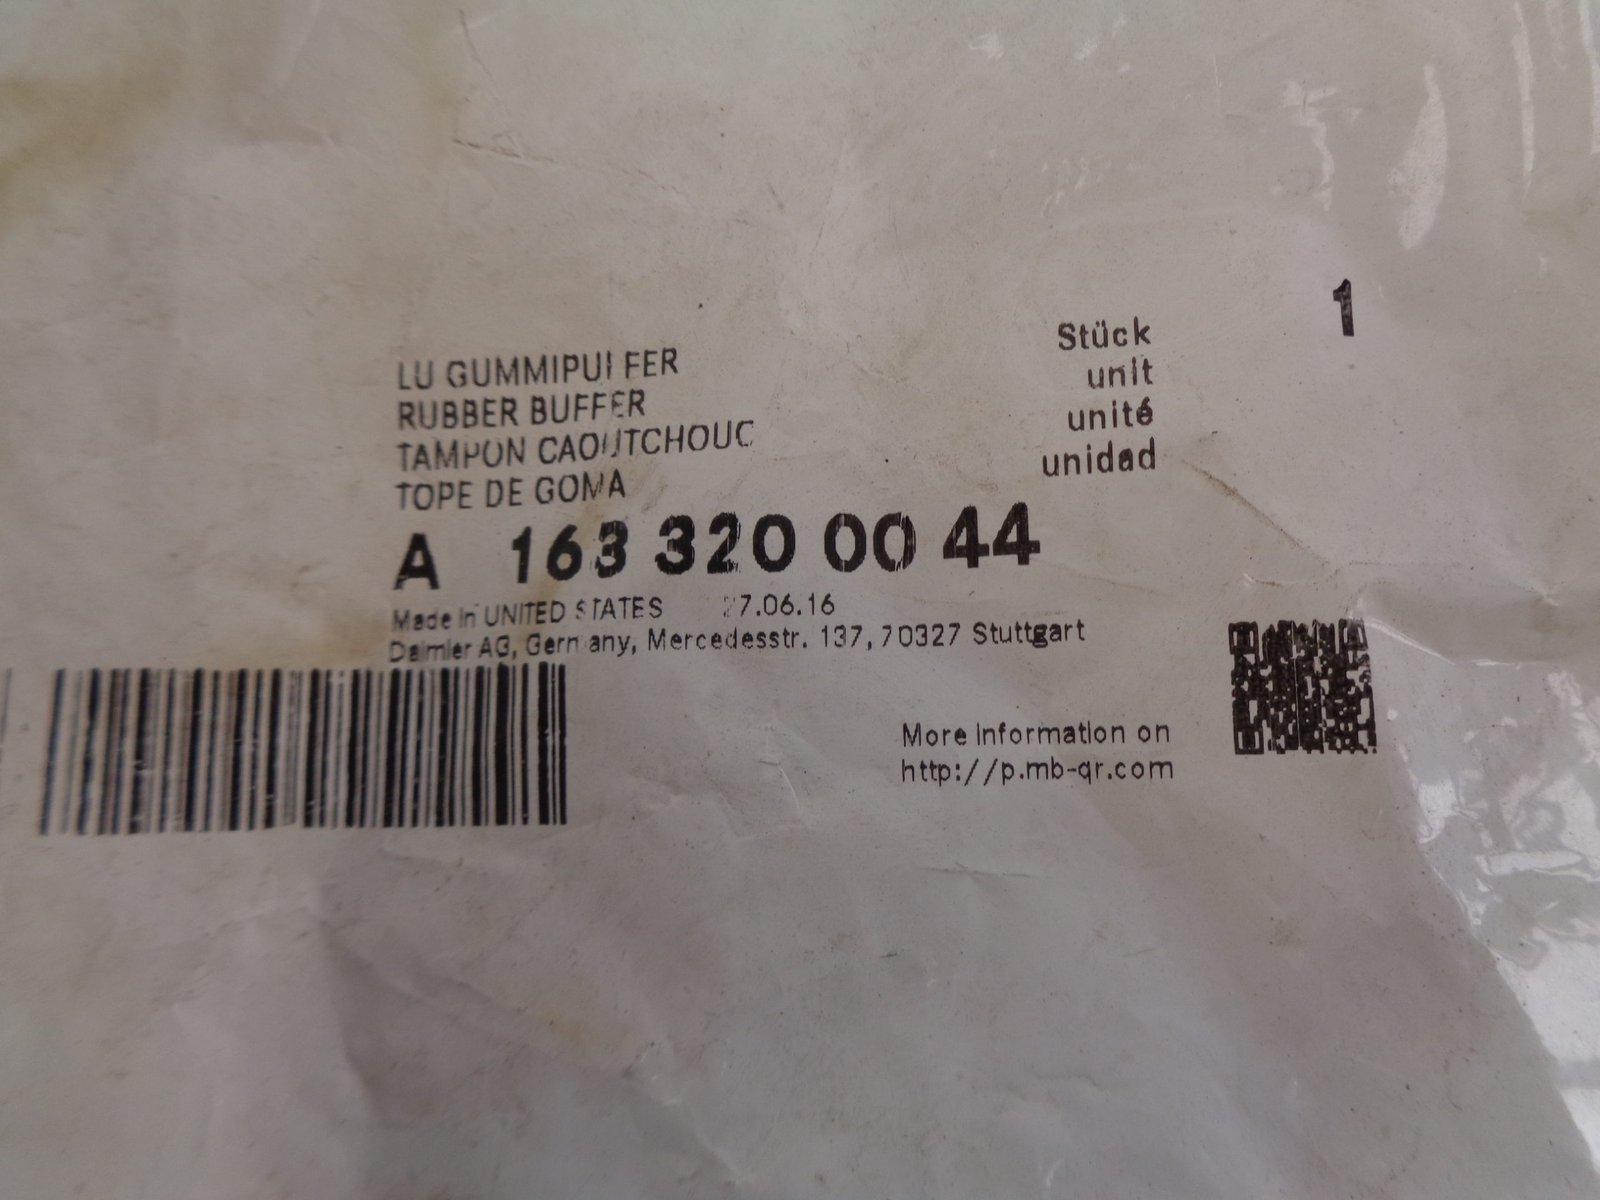 1
Stück
unit
unité
unidad
LU GUMMIPUFFER
RUBBER BUFFER
TAMPON CAOUTCHOUC
TOPE DE GOMA
A 163 320 00 44
Made in UNITED STATES 27.06.16
Daimler AG, Germany, Mercedesstr. 137, 70327 Stuttgart
More information on
http://p.mb-qr.com